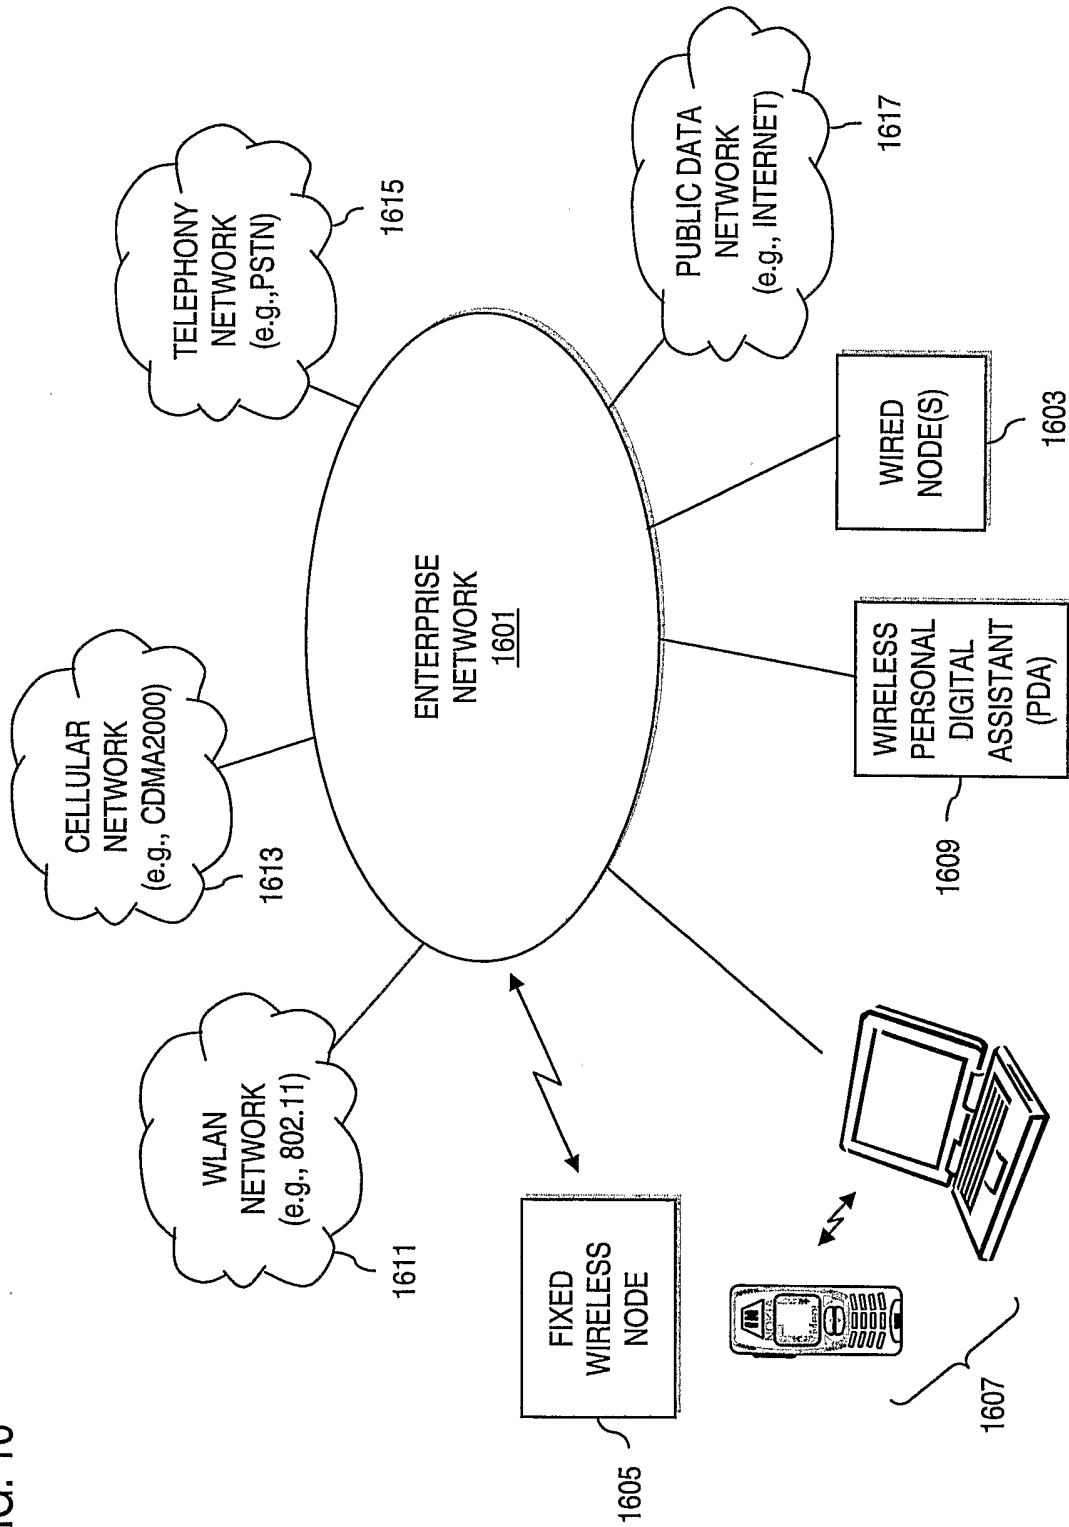 CELLULAR
NETWORK
(e.g., CDMA2000)
1613
TELEPHONY
NETWORK
(e.g.,PSTN)
1615
WLAN
NETWORK
(e.g., 802.11)
1611
ENTERPRISE
NETWORK
1601
PUBLIC DATA
NETWORK
(e.g., INTERNET)
1617
FIXED
WIRELESS
NODE
1605
1607
WIRELESS
PERSONAL
DIGITAL
ASSISTANT
(PDA)
1609
WIRED
NODE(S)
1603